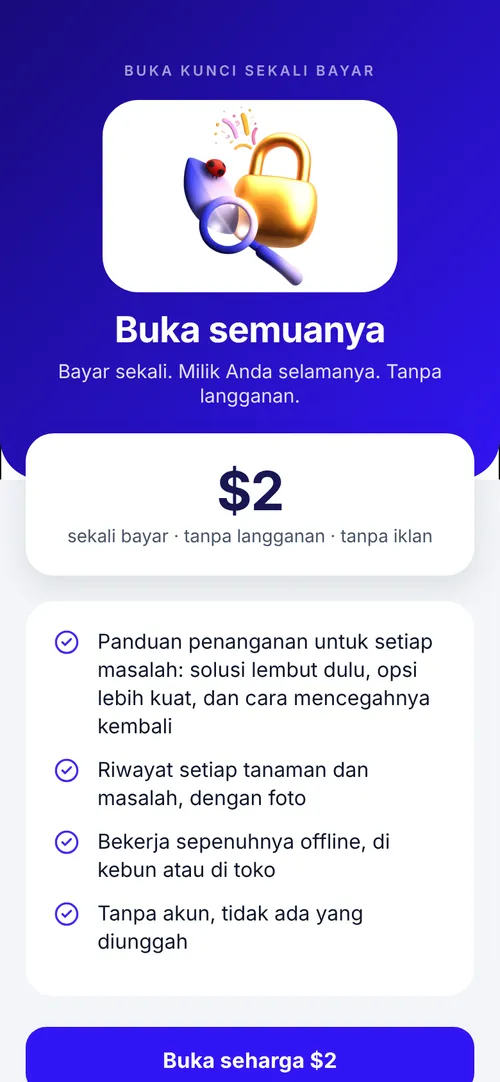 BUKA KUNCI SEKALI BAYAR
Buka semuanya
Bayar sekali. Milik Anda selamanya. Tanpa
langganan.
$2
sekali bayar · tanpa langganan · tanpa iklan
Panduan penanganan untuk setiap
masalah: solusi lembut dulu, opsi
lebih kuat, dan cara mencegahnya
kembali
Riwayat setiap tanaman dan
masalah, dengan foto
Bekerja sepenuhnya offline, di
kebun atau di toko
Tanpa akun, tidak ada yang
diunggah
Buka seharga $2